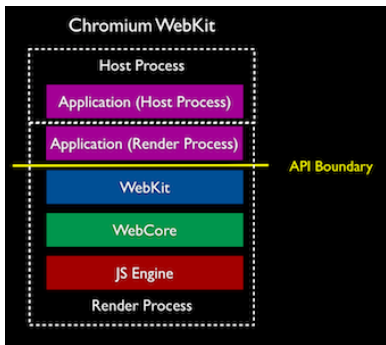 Chromium WebKit
Host Process
Application (Host Process)
Application (Render Process)
API Boundary
WebKit
WebCore
JS Engine
Render Process